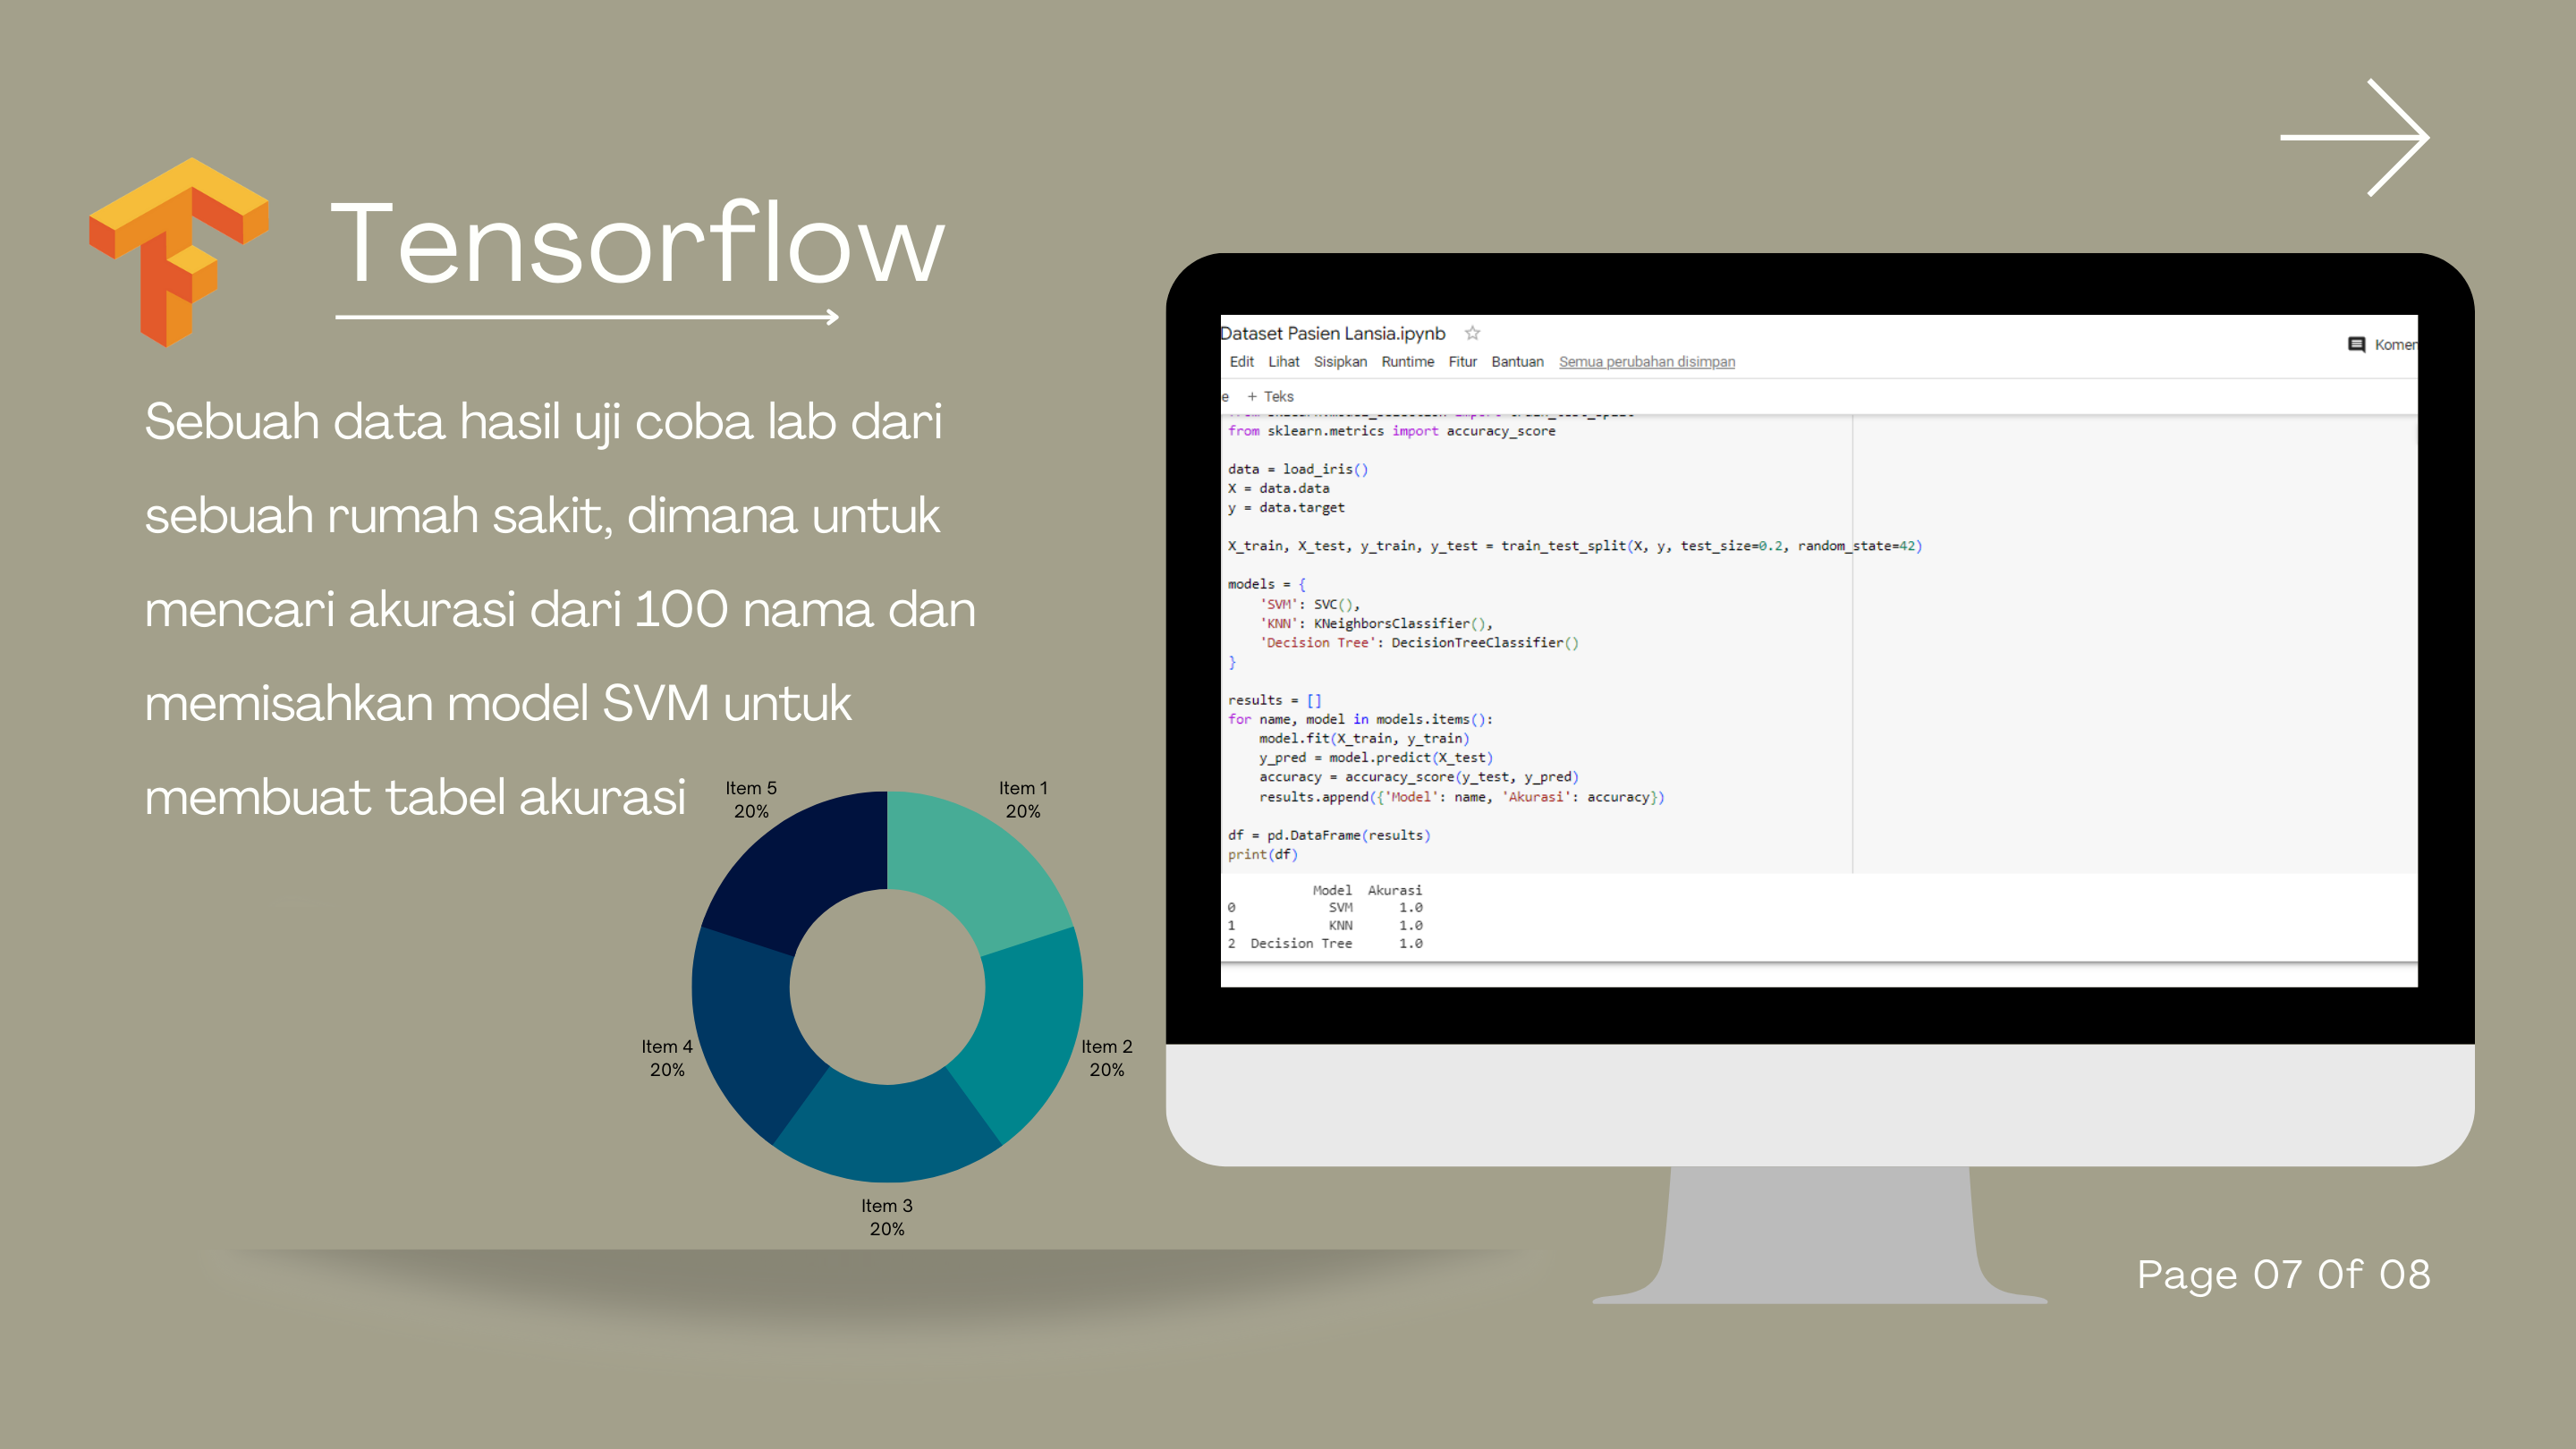 Tensorflow
Sebuah data hasil uji coba lab dari
sebuah rumah sakit, dimana untuk
mencari akurasi dari 100 nama dan
memisahkan model SVM untuk
membuat tabel akurasi
Item 5
20%
Item 1
20%
Item 4
20%
Item 2
20%
Item 3
20%
Dataset Pasien Lansia.ipynb
Edit Lihat Sisipkan Runtime Fitur Bantuan Semua perubahan disimpan
Komen
e + Teks
from sklearn.model_selection import train_test_split
from sklearn.metrics import accuracy_score
data = load_iris()
X = data.data
y = data.target
X_train, X_test, y_train, y_test = train_test_split(X, y, test_size=0.2, random_state=42)
models = {
    'SVM': SVC(),
    'KNN': KNeighborsClassifier(),
    'Decision Tree': DecisionTreeClassifier()
}
results = []
for name, model in models.items():
    model.fit(X_train, y_train)
    y_pred = model.predict(X_test)
    accuracy = accuracy_score(y_test, y_pred)
    results.append({'Model': name, 'Akurasi': accuracy})
df = pd.DataFrame(results)
print(df)
Model Akurasi
0 SVM 1.0
1 KNN 1.0
2 Decision Tree 1.0
Page 07 Of 08